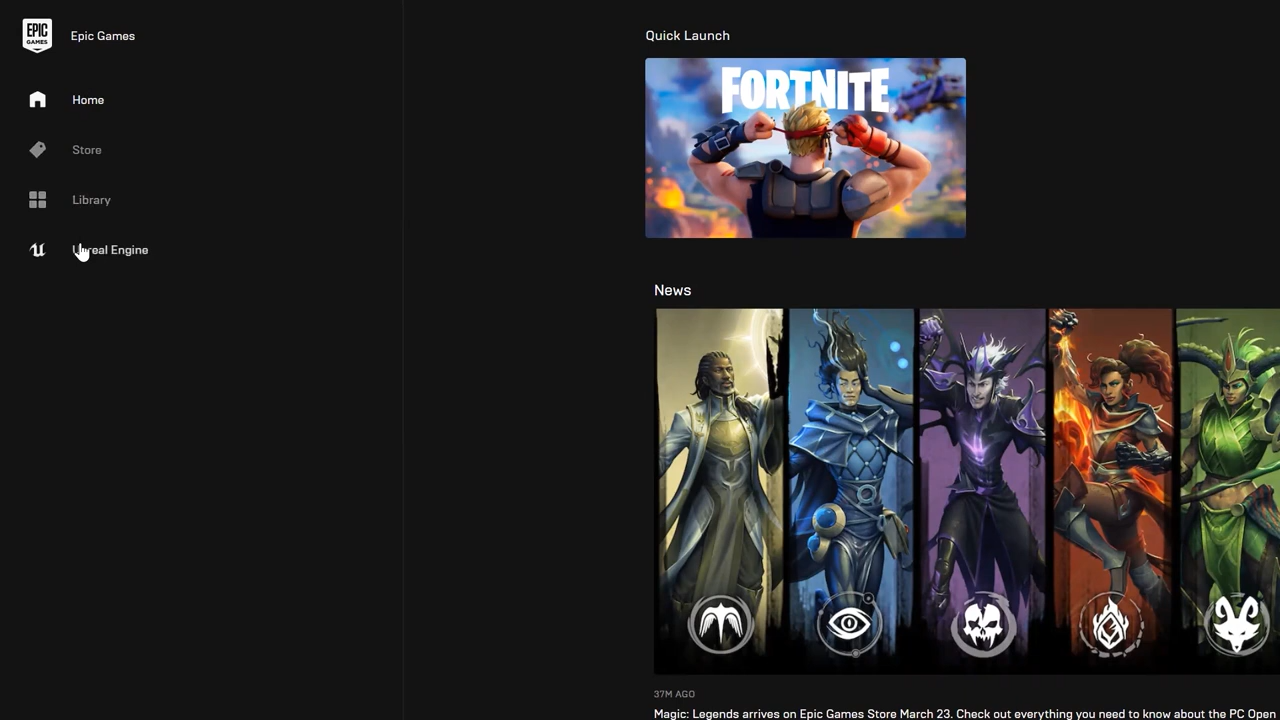 EPIC
GAMES
Epic Games
Home
Store
Library
Unreal Engine
Quick Launch
FORTNITE
News
37M AGO
Magic: Legends arrives on Epic Games Store March 23. Check out everything you need to know about the PC Open